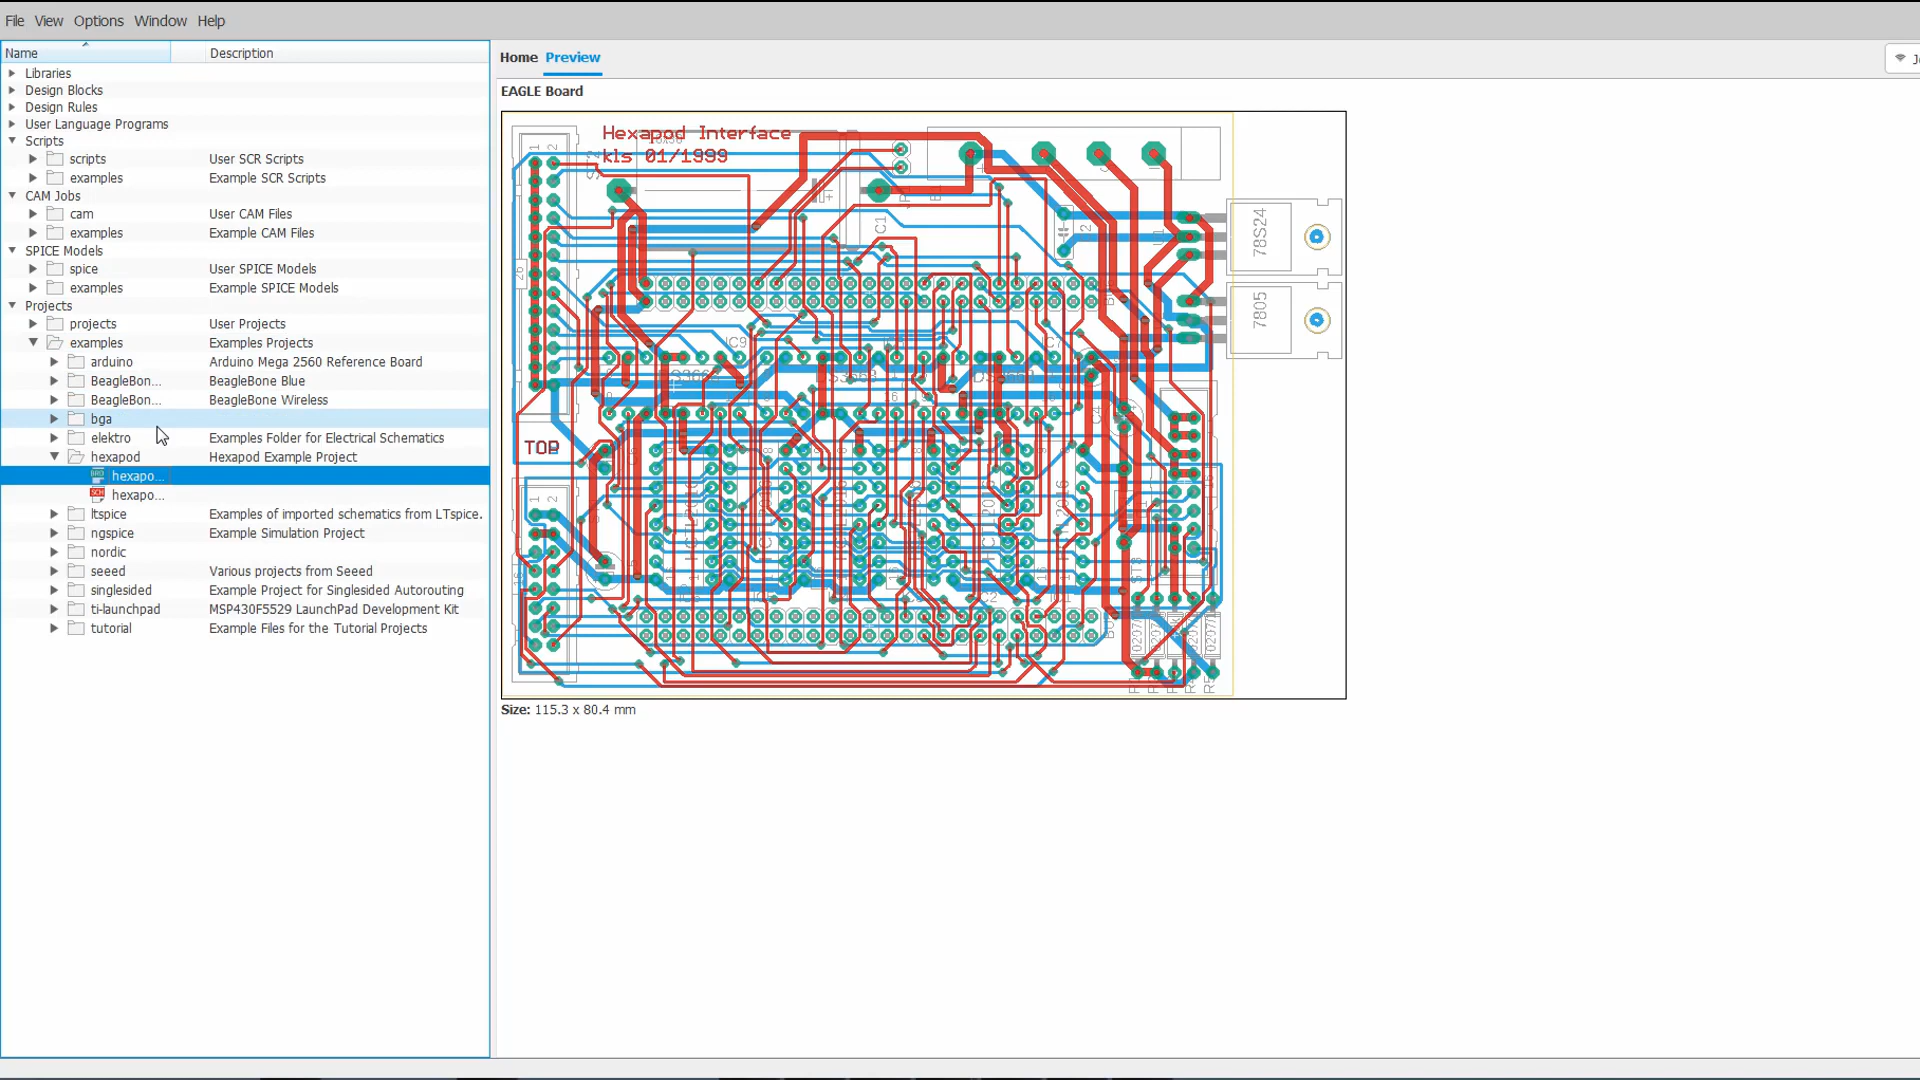 File View Options Window Help
Name Description
Libraries
Design Blocks
Design Rules
User Language Programs
Scripts
scripts User SCR Scripts
examples Example SCR Scripts
CAM Jobs
cam User CAM Files
examples Example CAM Files
SPICE Models
spice User SPICE Models
examples Example SPICE Models
Projects
projects User Projects
examples Examples Projects
arduino Arduino Mega 2560 Reference Board
BeagleBon... BeagleBone Blue
BeagleBon... BeagleBone Wireless
bga
elektro Examples Folder for Electrical Schematics
hexapod Hexapod Example Project
hexapo...
hexapo...
ltspice Examples of imported schematics from LTspice.
ngspice Example Simulation Project
nordic
seeed Various projects from Seeed
singlesided Example Project for Singlesided Autorouting
ti-launchpad MSP430F5529 LaunchPad Development Kit
tutorial Example Files for the Tutorial Projects
Home Preview
EAGLE Board
Hexapod Interface
kls 01/1999
78S24
7805
C1
IC9
TOP
Size: 115.3 x 80.4 mm